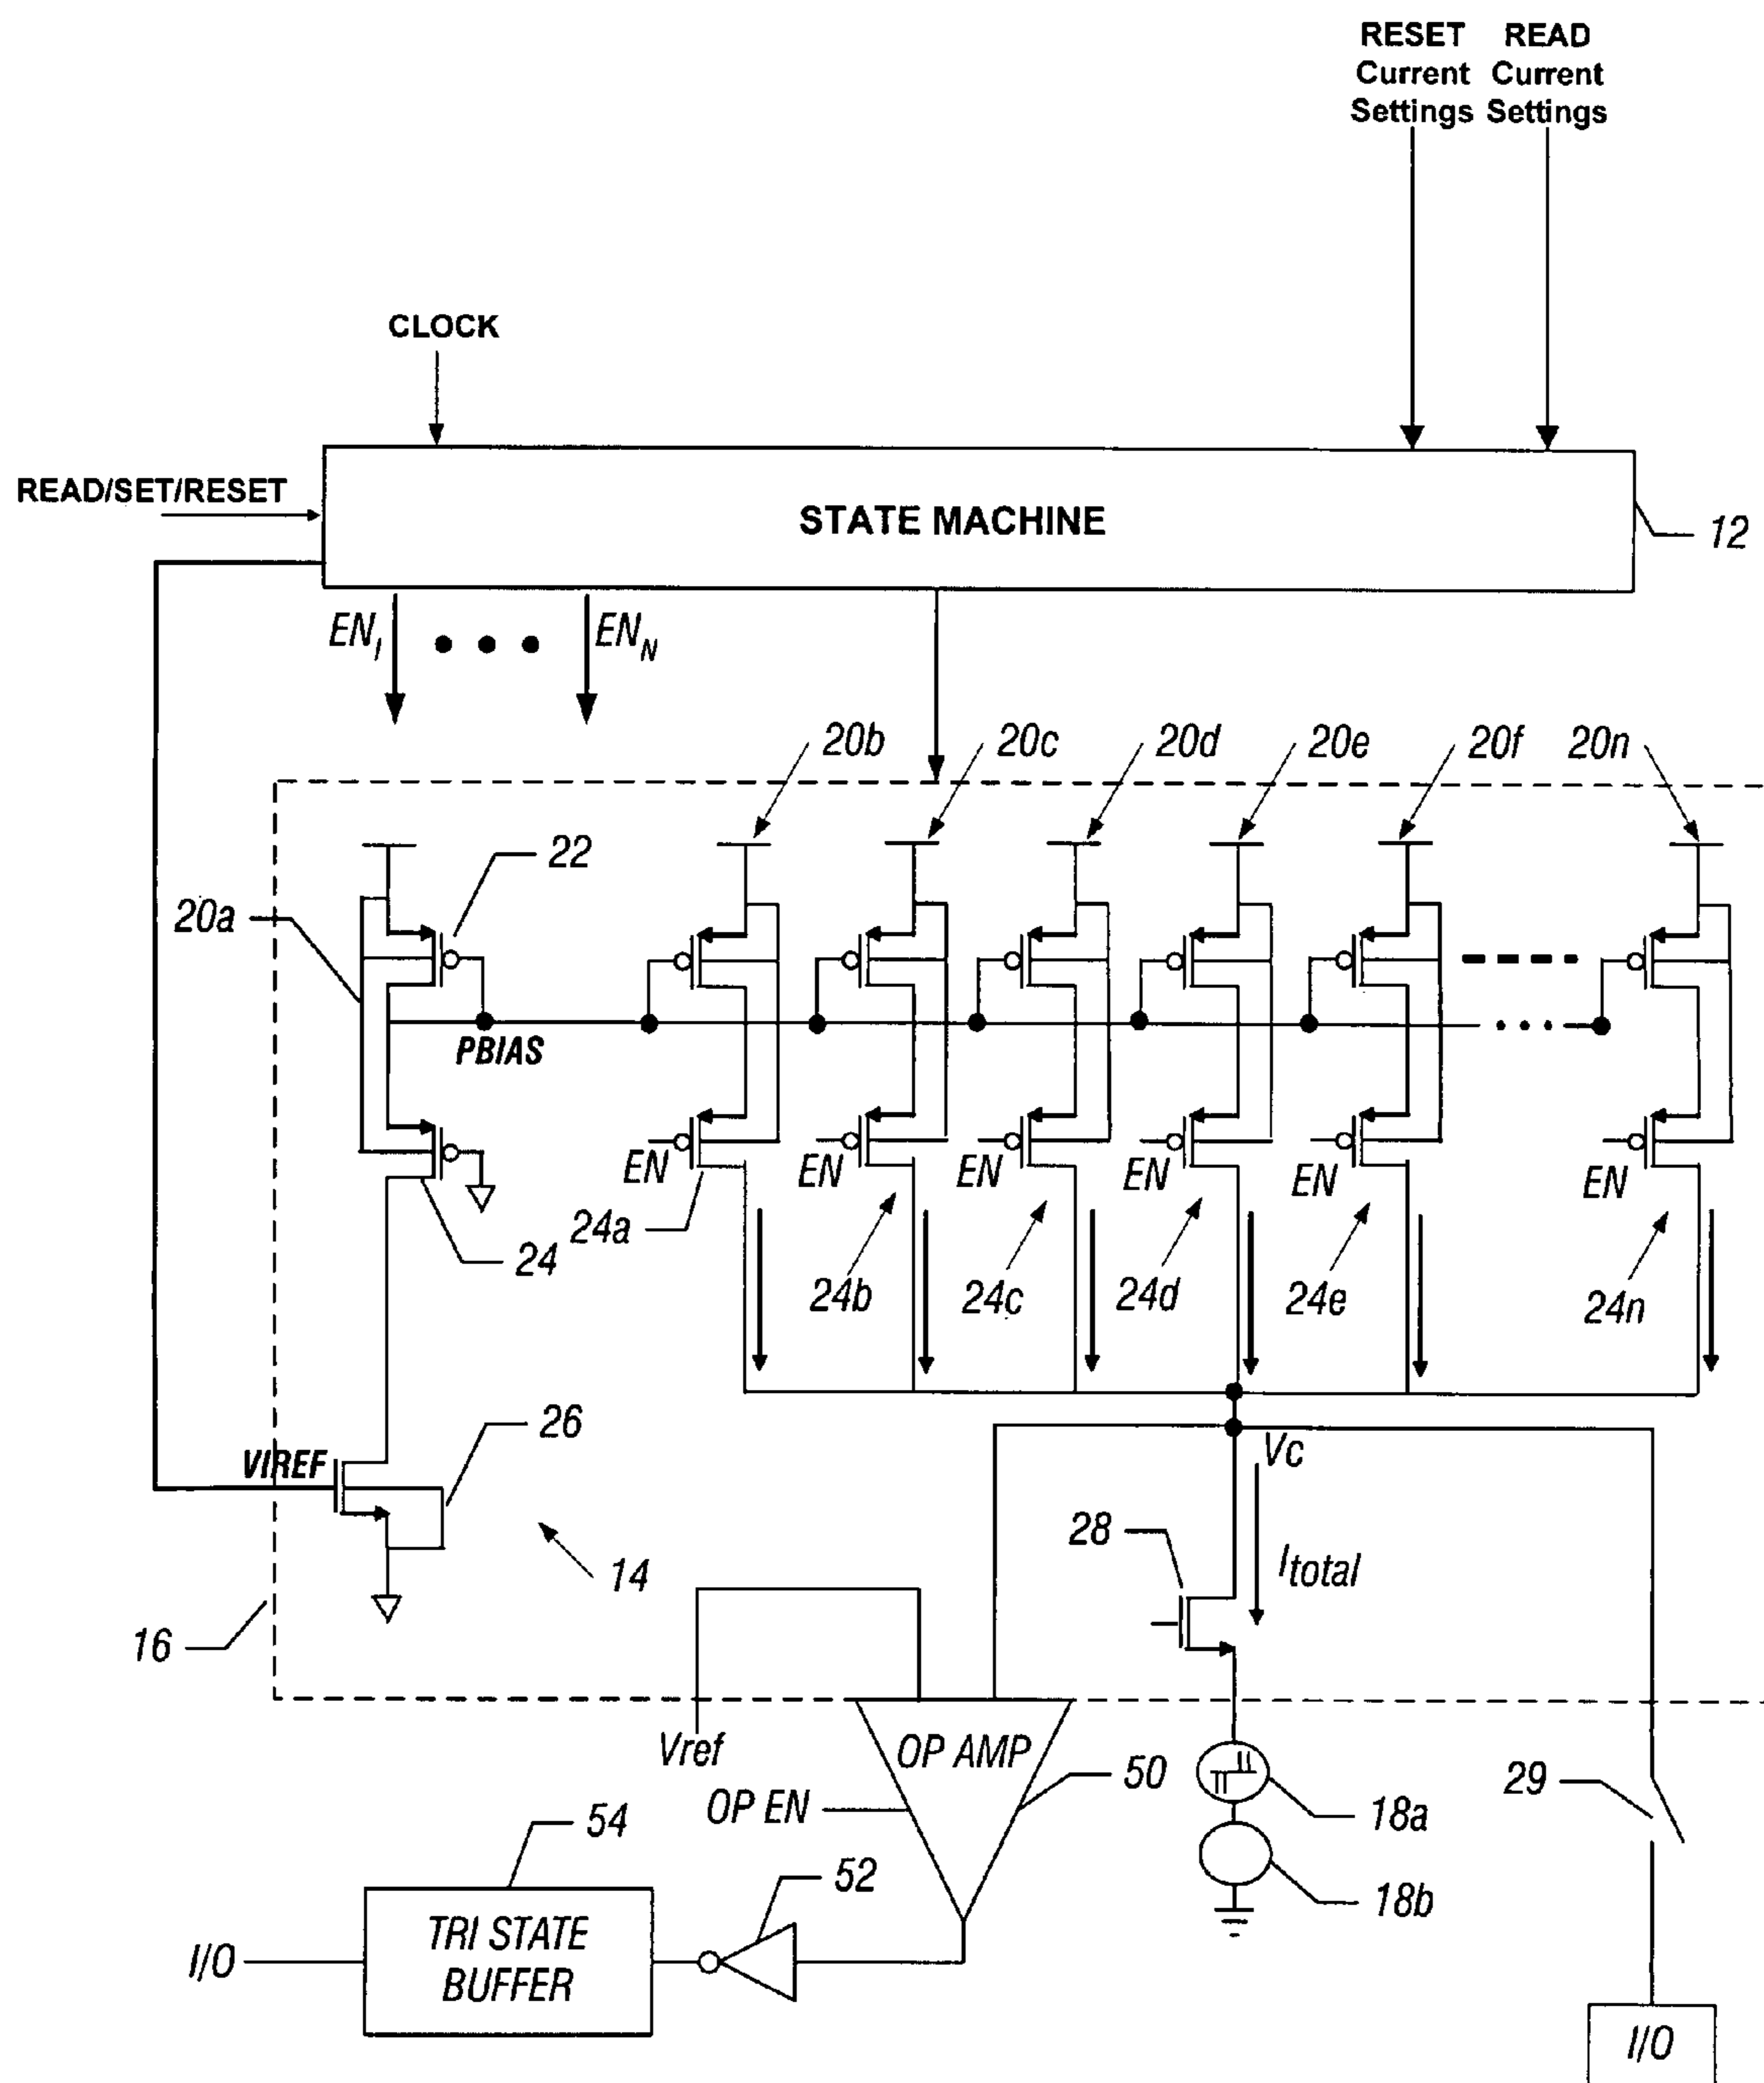 RESET READ
Current Current
Settings Settings
CLOCK
READ/SET/RESET
STATE MACHINE
12
EN₁ • • • EN_N
20b 20c 20d 20e 20f 20n
22
20a
PBIAS
EN EN EN EN EN EN
24a
24
24b 24c 24d 24e 24n
26
VIREF
Vc
28
Itotal
14
16
Vref
OP AMP
50
OP EN
29
54
18a
52
18b
TRI STATE
BUFFER
I/O
I/O